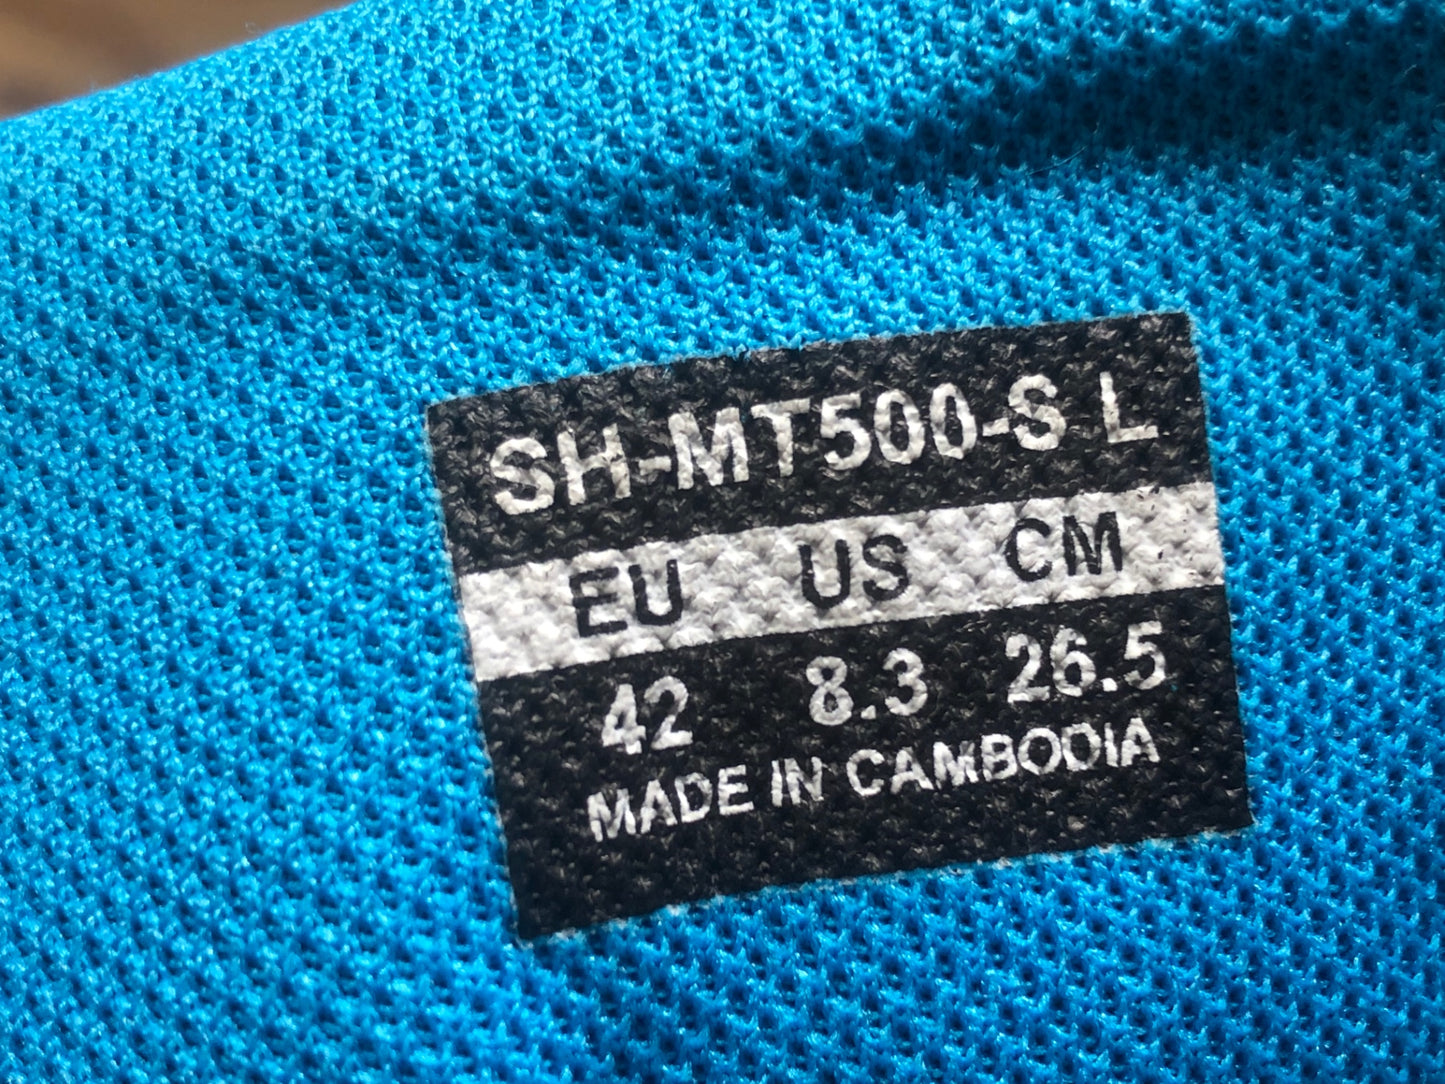 SH-MT500-S L
EU US CM
42 8.3 26.5
MADE IN CAMBODIA